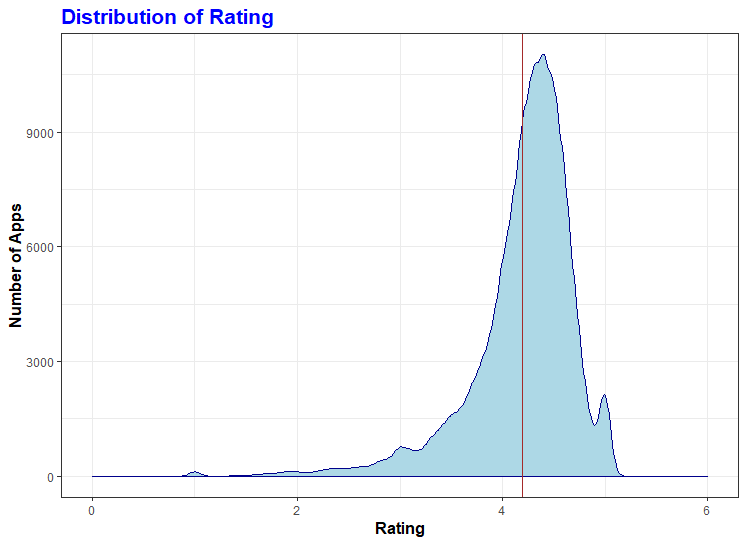 Distribution of Rating
Number of Apps
9000
6000
3000
0
0 2 4 6
Rating